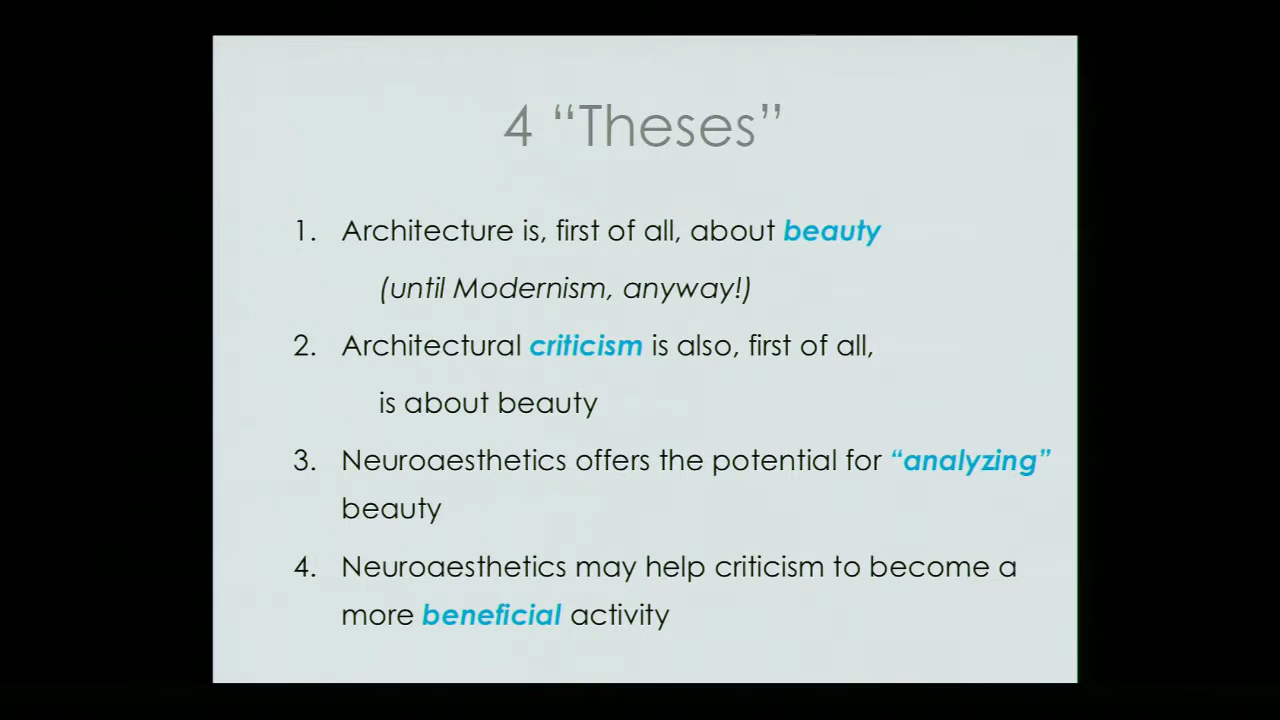 4 “Theses”
1. Architecture is, first of all, about beauty
(until Modernism, anyway!)
2. Architectural criticism is also, first of all,
is about beauty
3. Neuroaesthetics offers the potential for “analyzing”
beauty
4. Neuroaesthetics may help criticism to become a
more beneficial activity